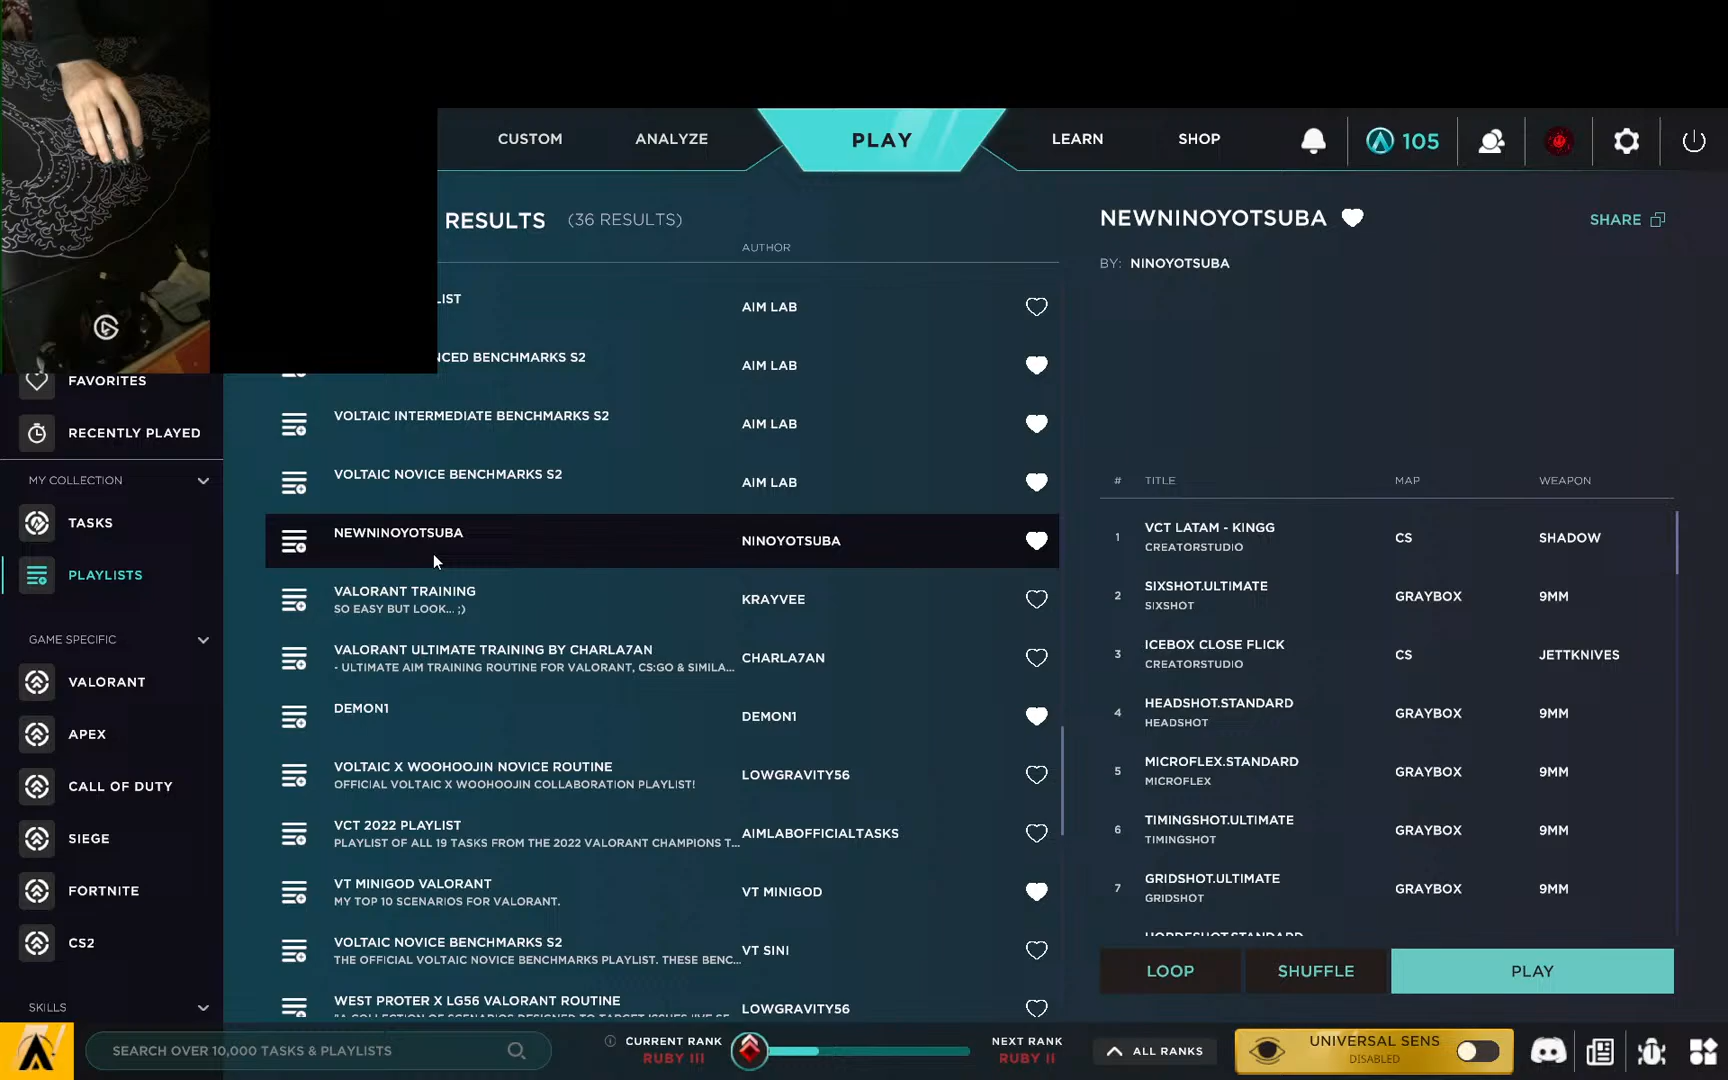 CUSTOM
ANALYZE
PLAY
LEARN
SHOP
105
RESULTS (36 RESULTS)
AUTHOR
LIST
AIM LAB
NCED BENCHMARKS S2
AIM LAB
VOLTAIC INTERMEDIATE BENCHMARKS S2
AIM LAB
VOLTAIC NOVICE BENCHMARKS S2
AIM LAB
NEWNINOYOTSUBA
NINOYOTSUBA
VALORANT TRAINING
SO EASY BUT LOOK... ;)
KRAYVEE
VALORANT ULTIMATE TRAINING BY CHARLA7AN
- ULTIMATE AIM TRAINING ROUTINE FOR VALORANT, CS:GO & SIMILA...
CHARLA7AN
DEMON1
DEMON1
VOLTAIC X WOOHOOJIN NOVICE ROUTINE
OFFICIAL VOLTAIC X WOOHOOJIN COLLABORATION PLAYLIST!
LOWGRAVITY56
VCT 2022 PLAYLIST
PLAYLIST OF ALL 19 TASKS FROM THE 2022 VALORANT CHAMPIONS T...
AIMLABOFFICIALTASKS
VT MINIGOD VALORANT
MY TOP 10 SCENARIOS FOR VALORANT.
VT MINIGOD
VOLTAIC NOVICE BENCHMARKS S2
THE OFFICIAL VOLTAIC NOVICE BENCHMARKS PLAYLIST. THESE BENC...
VT SINI
WEST PROTER X LG56 VALORANT ROUTINE
LOWGRAVITY56
FAVORITES
RECENTLY PLAYED
MY COLLECTION
TASKS
PLAYLISTS
GAME SPECIFIC
VALORANT
APEX
CALL OF DUTY
SIEGE
FORTNITE
CS2
SKILLS
NEWNINOYOTSUBA
SHARE
BY: NINOYOTSUBA
# TITLE MAP WEAPON
1 VCT LATAM - KINGG
CREATORSTUDIO
CS SHADOW
2 SIXSHOT.ULTIMATE
SIXSHOT
GRAYBOX 9MM
3 ICEBOX CLOSE FLICK
CREATORSTUDIO
CS JETTKNIVES
4 HEADSHOT.STANDARD
HEADSHOT
GRAYBOX 9MM
5 MICROFLEX.STANDARD
MICROFLEX
GRAYBOX 9MM
6 TIMINGSHOT.ULTIMATE
TIMINGSHOT
GRAYBOX 9MM
7 GRIDSHOT.ULTIMATE
GRIDSHOT
GRAYBOX 9MM
LOOP
SHUFFLE
PLAY
SEARCH OVER 10,000 TASKS & PLAYLISTS
CURRENT RANK
RUBY III
NEXT RANK
RUBY II
ALL RANKS
UNIVERSAL SENS
DISABLED